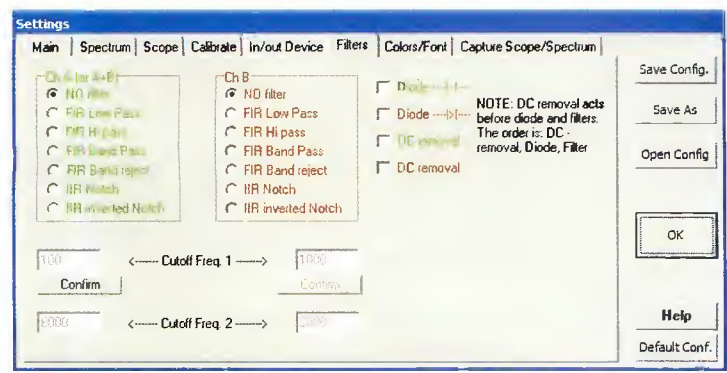 Settings
Main | Spectrum | Scope | Calibrate | In/out Device | Filters | Colors/Font | Capture Scope/Spectrum
Ch A (or A+B)
NO filter
FIR Low Pass
FIR Hi pass
FIR Band Pass
FIR Band reject
IIR Notch
IIR inverted Notch
Ch B
NO filter
FIR Low Pass
FIR Hi pass
FIR Band Pass
FIR Band reject
IIR Notch
IIR inverted Notch
Diode
Diode ---->|----
DC removal
DC removal
NOTE: DC removal acts
before diode and filters.
The order is: DC -
removal, Diode, Filter
100 <------ Cutoff Freq. 1 ------> 1000
Confirm Confirm
<------ Cutoff Freq. 2 ------>
Save Config.
Save As
Open Config
OK
Help
Default Conf.